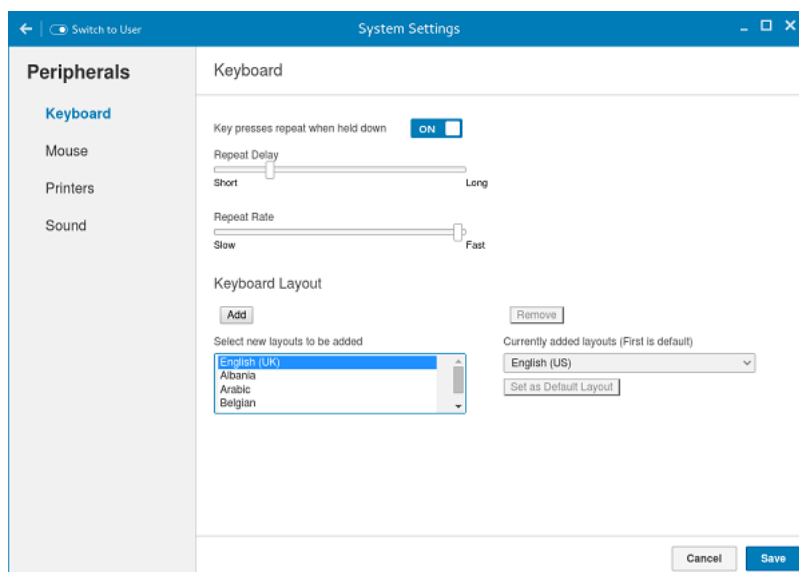 Switch to User
System Settings
Peripherals
Keyboard
Mouse
Printers
Sound
Keyboard
Key presses repeat when held down
ON
Repeat Delay
Short
Long
Repeat Rate
Slow
Fast
Keyboard Layout
Add
Remove
Select new layouts to be added
Currently added layouts (First is default)
English (UK)
Albania
Arabic
Belgian
English (US)
Set as Default Layout
Cancel
Save